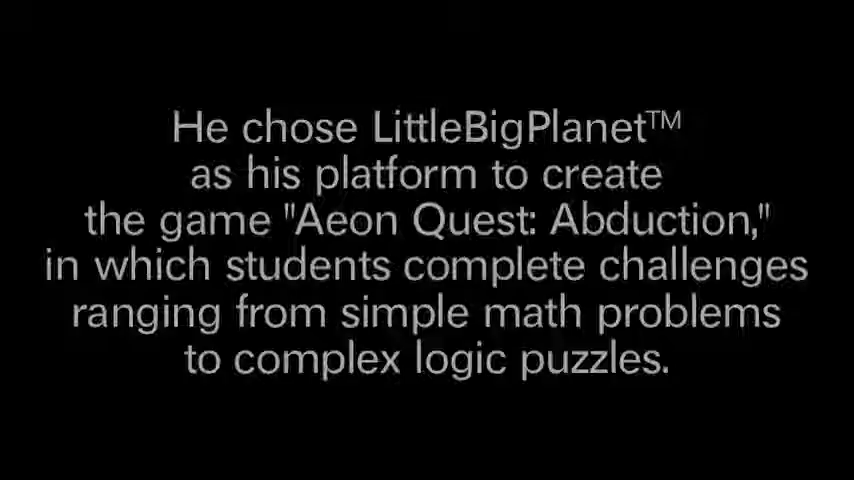 He chose LittleBigPlanet™
as his platform to create
the game "Aeon Quest: Abduction,"
in which students complete challenges
ranging from simple math problems
to complex logic puzzles.